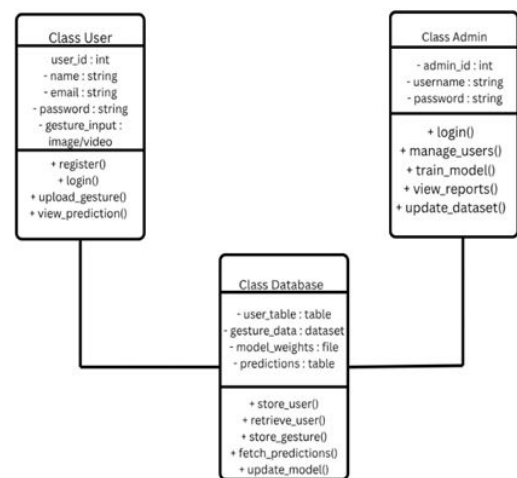 Class User
user_id : int
- name : string
- email : string
- password : string
- gesture_input :
image/video
+ register()
+ login()
+ upload_gesture()
+ view_prediction()
Class Admin
- admin_id : int
- username : string
- password : string
+ login()
+ manage_users()
+ train_model()
+ view_reports()
+ update_dataset()
Class Database
- user_table : table
- gesture_data : dataset
- model_weights : file
- predictions : table
+ store_user()
+ retrieve_user()
+ store_gesture()
+ fetch_predictions()
+ update_model()